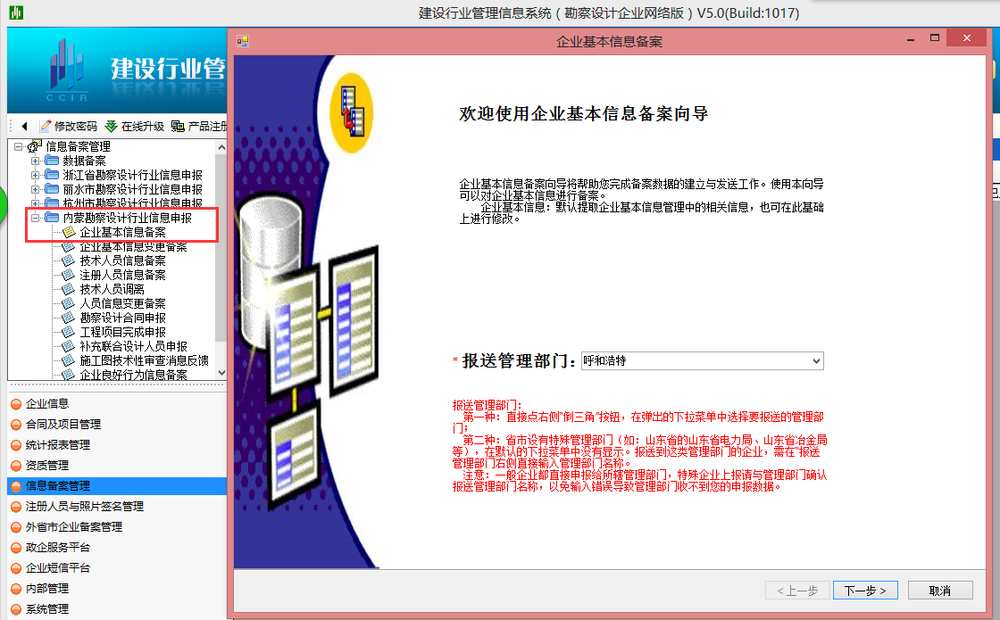 建设行业管理信息系统（勘察设计企业网络版）V5.0(Build:1017)
建设行业管
CCIR
修改密码 在线升级 产品注册
信息备案管理
数据备案
浙江省勘察设计行业信息申报
丽水市勘察设计行业信息申报
杭州市勘察设计行业信息申报
内蒙勘察设计行业信息申报
企业基本信息备案
企业基本信息变更备案
技术人员信息备案
注册人员信息备案
技术人员调离
人员信息变更备案
勘察设计合同申报
工程项目完成申报
补充联合设计人员申报
施工图技术性审查消息反馈
企业良好行为信息备案
企业信息
合同及项目管理
统计报表管理
资质管理
信息备案管理
注册人员与照片签名管理
外省市企业备案管理
政企服务平台
企业短信平台
内部管理
系统管理
企业基本信息备案
欢迎使用企业基本信息备案向导
企业基本信息备案向导将帮助您完成备案数据的建立与发送工作。使用本向导
可以对企业基本信息进行备案。
企业基本信息：默认提取企业基本信息管理中的相关信息，也可在此基础
上进行修改。
*报送管理部门：呼和浩特
报送管理部门：
第一种：直接点右侧"倒三角"按钮，在弹出的下拉菜单中选择要报送的管理部
门；
第二种：省市设有特殊管理部门（如：山东省的山东省电力局、山东省冶金局
等），在默认的下拉菜单中没有显示。报送到这类管理部门的企业，需在"报送
管理部门右侧直接输入管理部门名称。
注意：一般企业都直接申报给所辖管理部门，特殊企业上报请与管理部门确认
报送管理部门名称，以免输入错误导致管理部门收不到您的申报数据。
<上一步 下一步> 取消